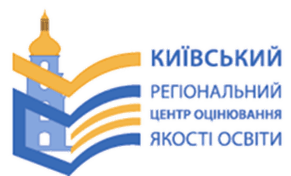 КИЇВСЬКИЙ
РЕГІОНАЛЬНИЙ
ЦЕНТР ОЦІНЮВАННЯ
ЯКОСТІ ОСВІТИ